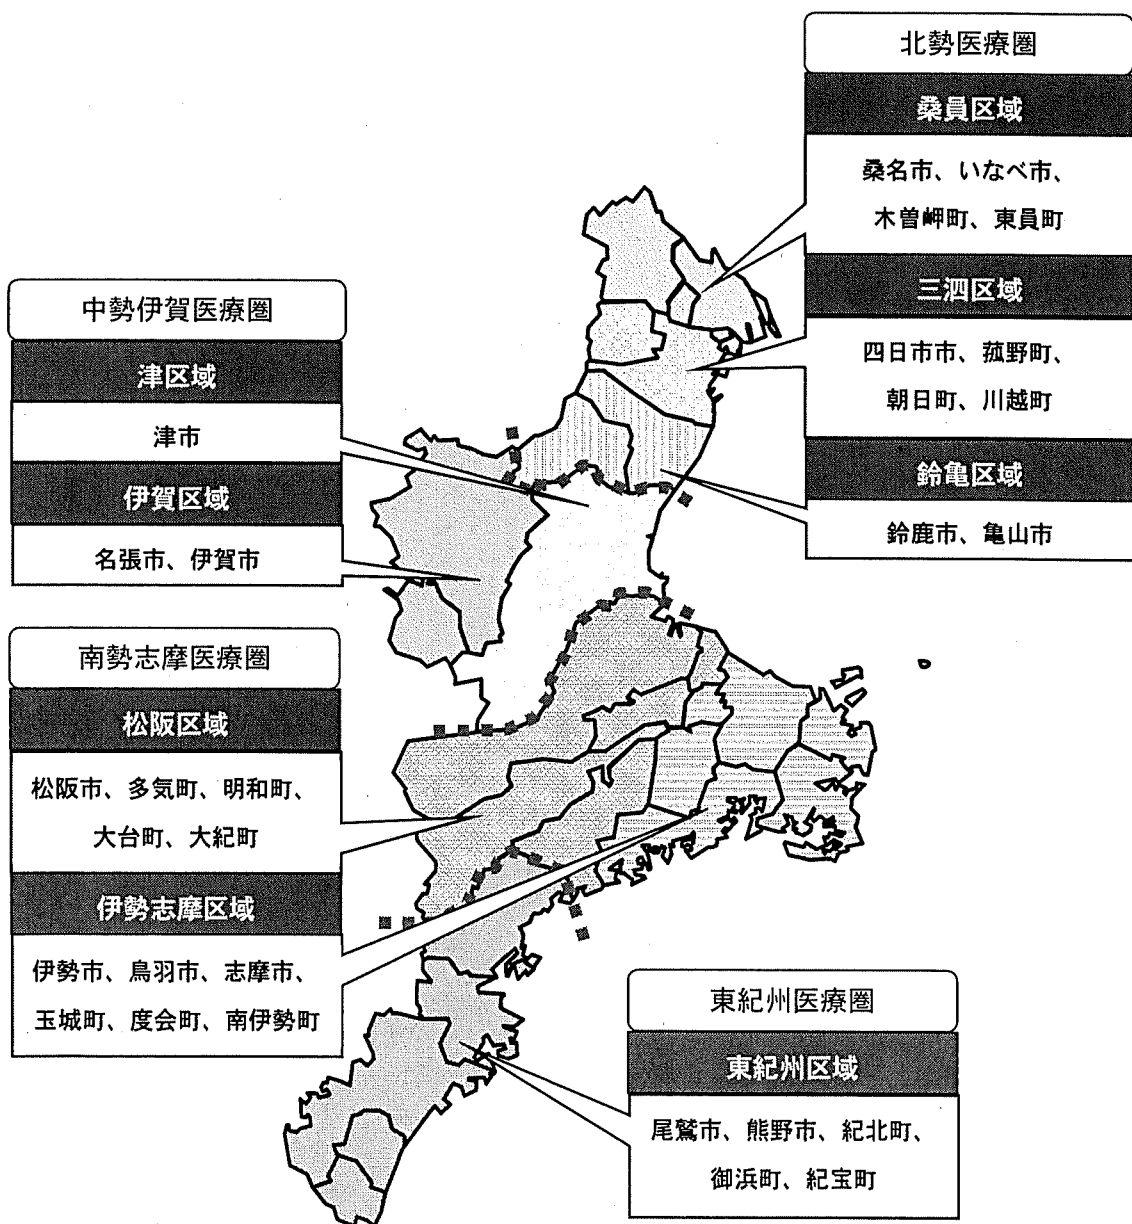 北勢医療圏
桑員区域
桑名市、いなべ市、
木曽岬町、東員町
三泗区域
四日市市、菰野町、
朝日町、川越町
鈴亀区域
鈴鹿市、亀山市
中勢伊賀医療圏
津区域
津市
伊賀区域
名張市、伊賀市
南勢志摩医療圏
松阪区域
松阪市、多気町、明和町、
大台町、大紀町
伊勢志摩区域
伊勢市、鳥羽市、志摩市、
玉城町、度会町、南伊勢町
東紀州医療圏
東紀州区域
尾鷲市、熊野市、紀北町、
御浜町、紀宝町